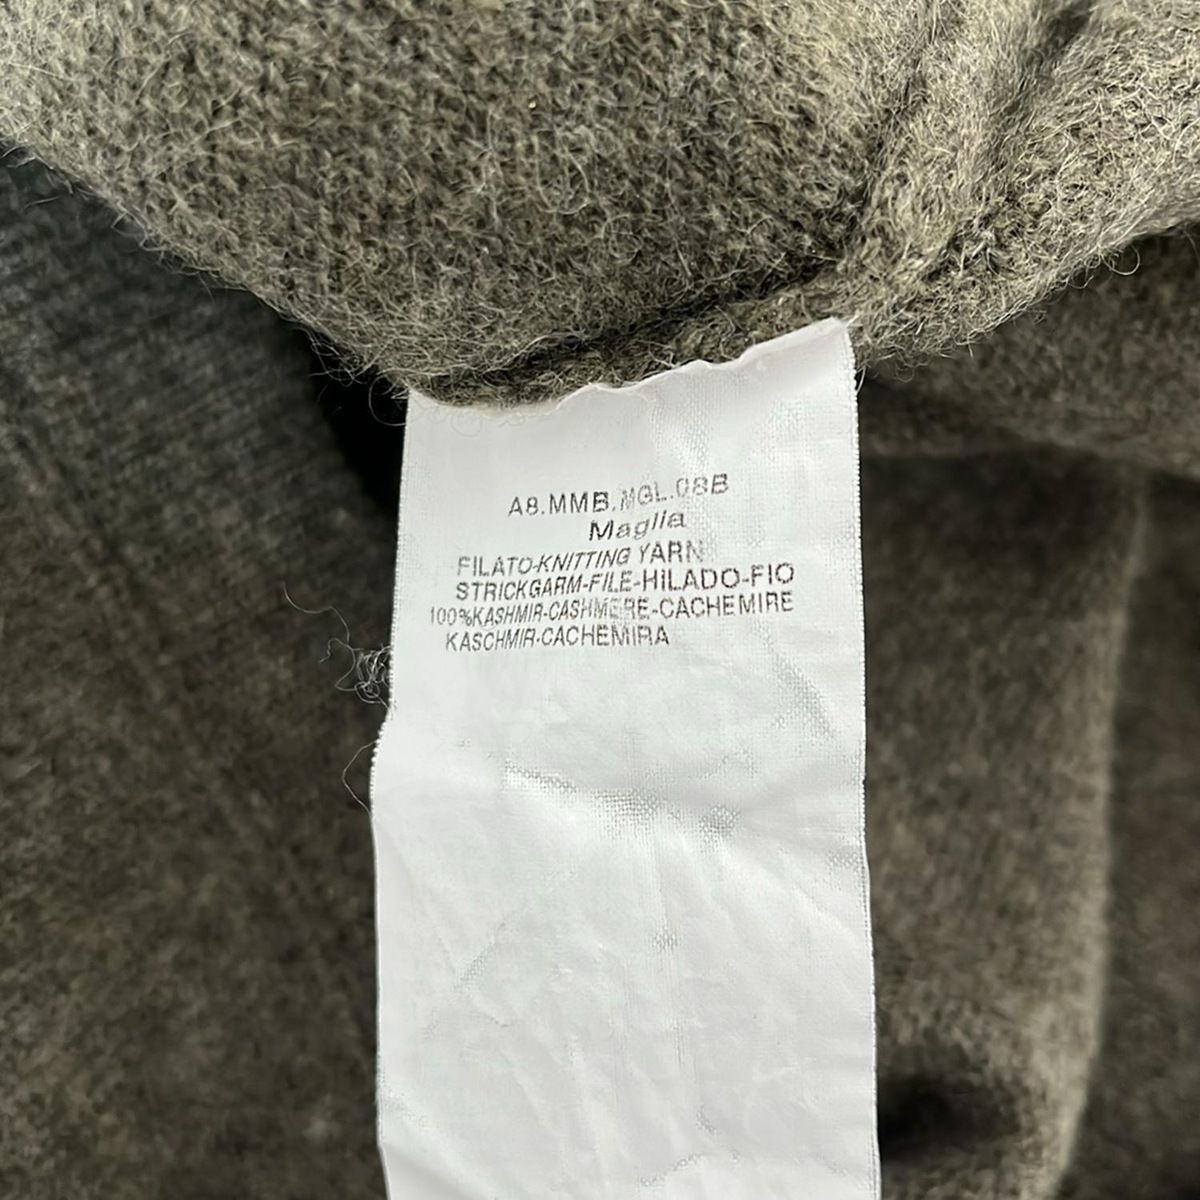 A8.MMB.MGL.08B
Maglia
FILATO-KNITTING YARN
STRICKGARM-FILE-HILADO-FIO
100%KASHMIR-CASHMERE-CACHEMIRE
KASCHMIR-CACHEMIRA